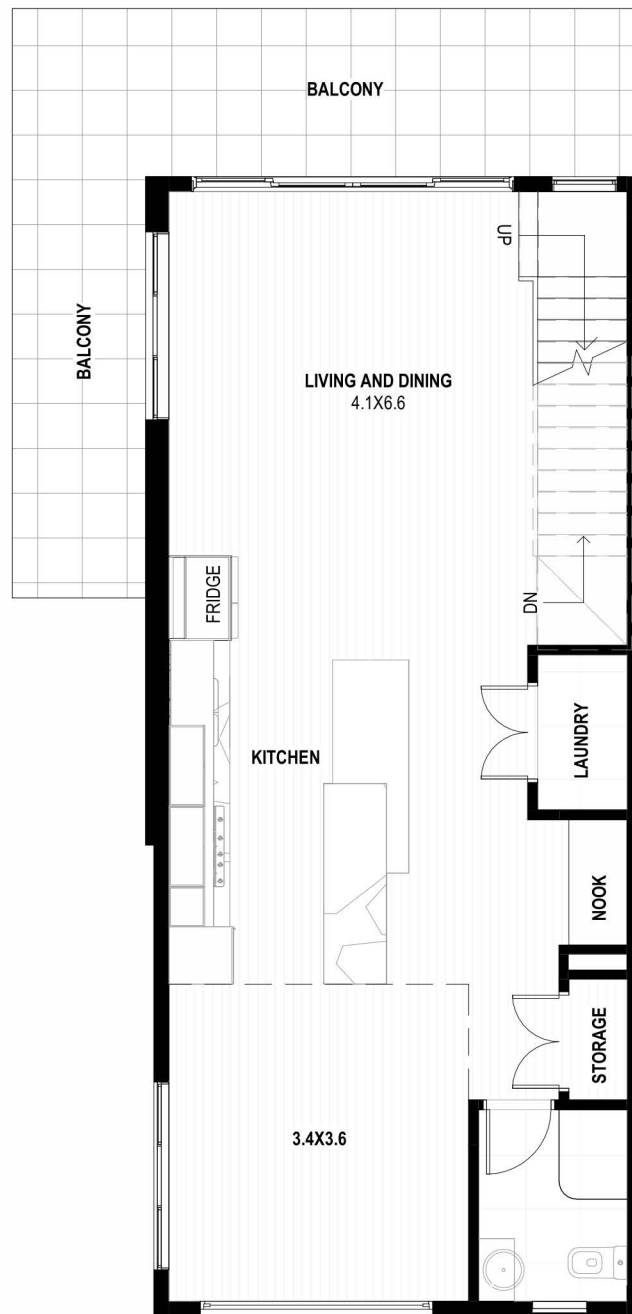 BALCONY
UP
BALCONY
LIVING AND DINING
4.1X6.6
FRIDGE
DN
LAUNDRY
KITCHEN
NOOK
STORAGE
3.4X3.6